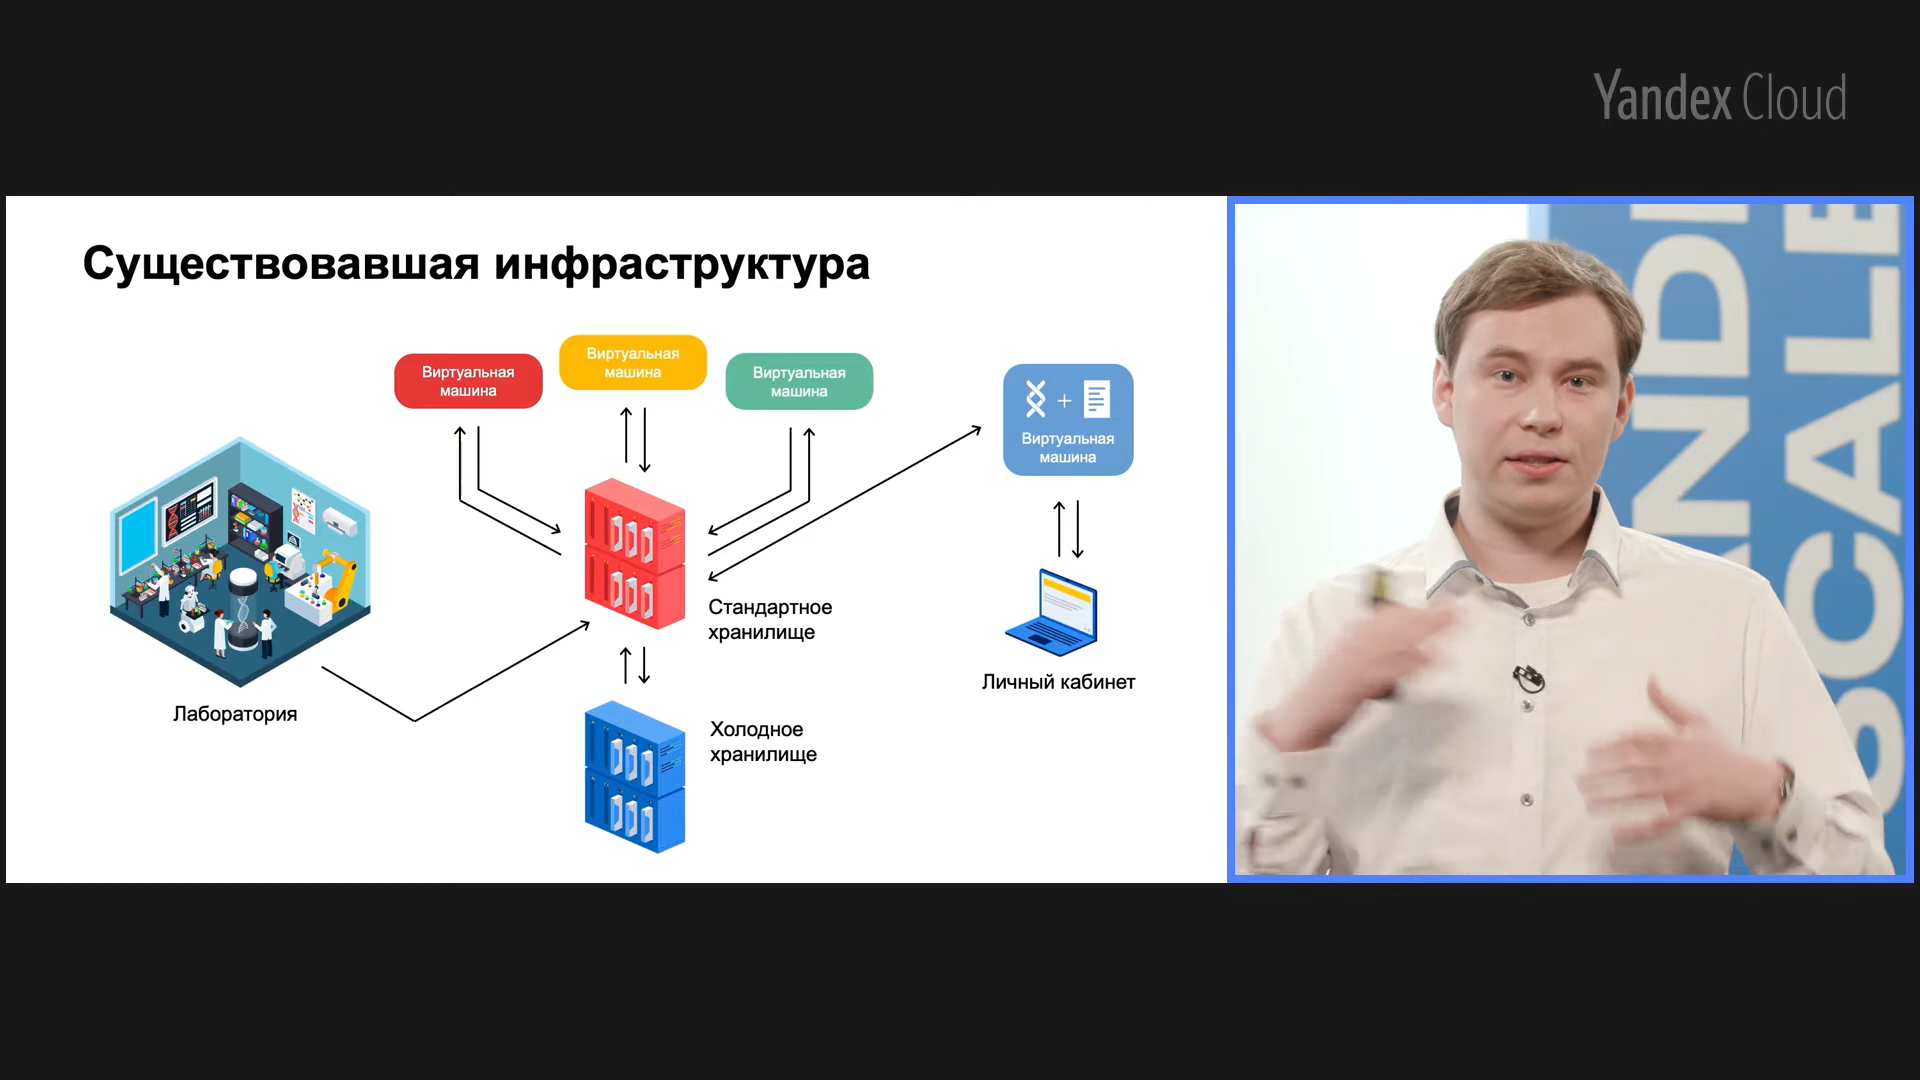 Yandex Cloud
Существовавшая инфраструктура
Виртуальная
машина
Виртуальная
машина
Виртуальная
машина
+
Виртуальная
машина
Стандартное
хранилище
Лаборатория
Холодное
хранилище
Личный кабинет
SCALE